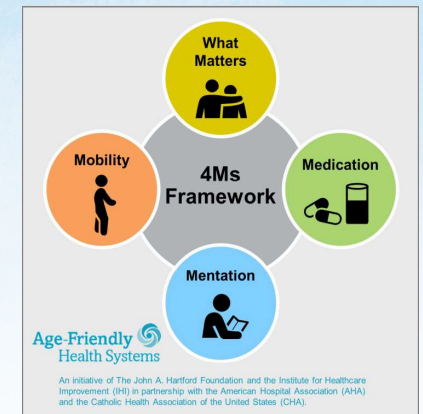 What
Matters
Mobility
4Ms
Framework
Medication
Mentation
Age-Friendly
Health Systems
An initiative of The John A. Hartford Foundation and the Institute for Healthcare
Improvement (IHI) in partnership with the American Hospital Association (AHA)
and the Catholic Health Association of the United States (CHA).